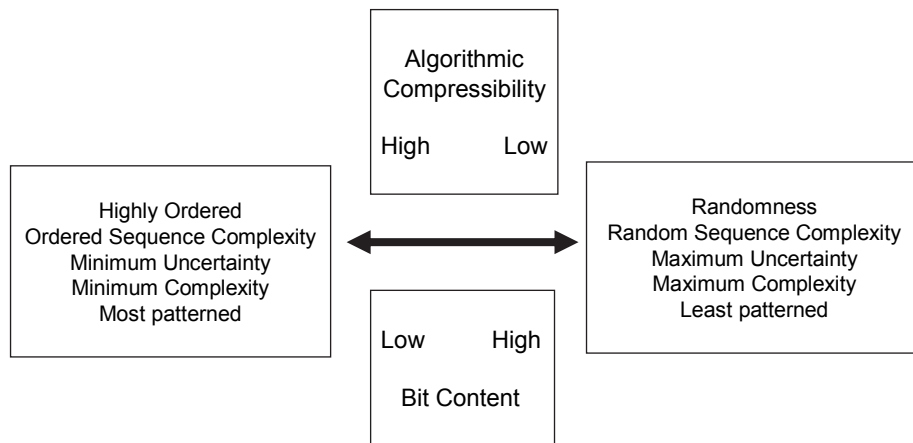 Algorithmic
Compressibility
High Low
Highly Ordered
Ordered Sequence Complexity
Minimum Uncertainty
Minimum Complexity
Most patterned
Randomness
Random Sequence Complexity
Maximum Uncertainty
Maximum Complexity
Least patterned
Low High
Bit Content